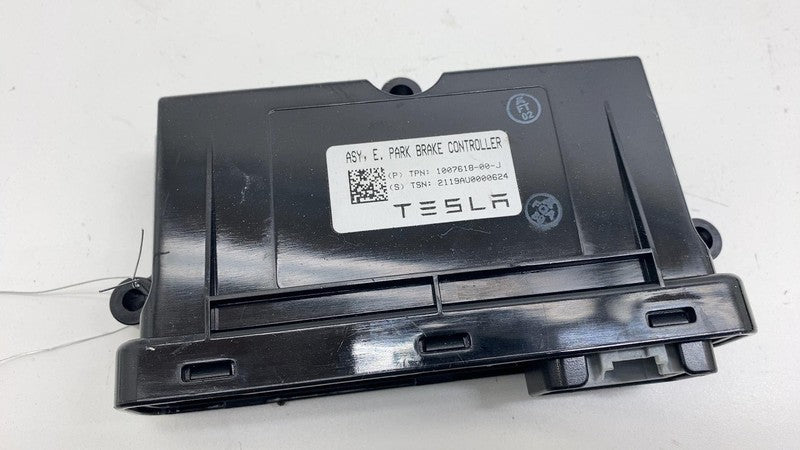 ASY, E, PARK BRAKE CONTROLLER
(P) TPN: 1007618-00-J
(S) TSN: 2119AU0000624
TESLA